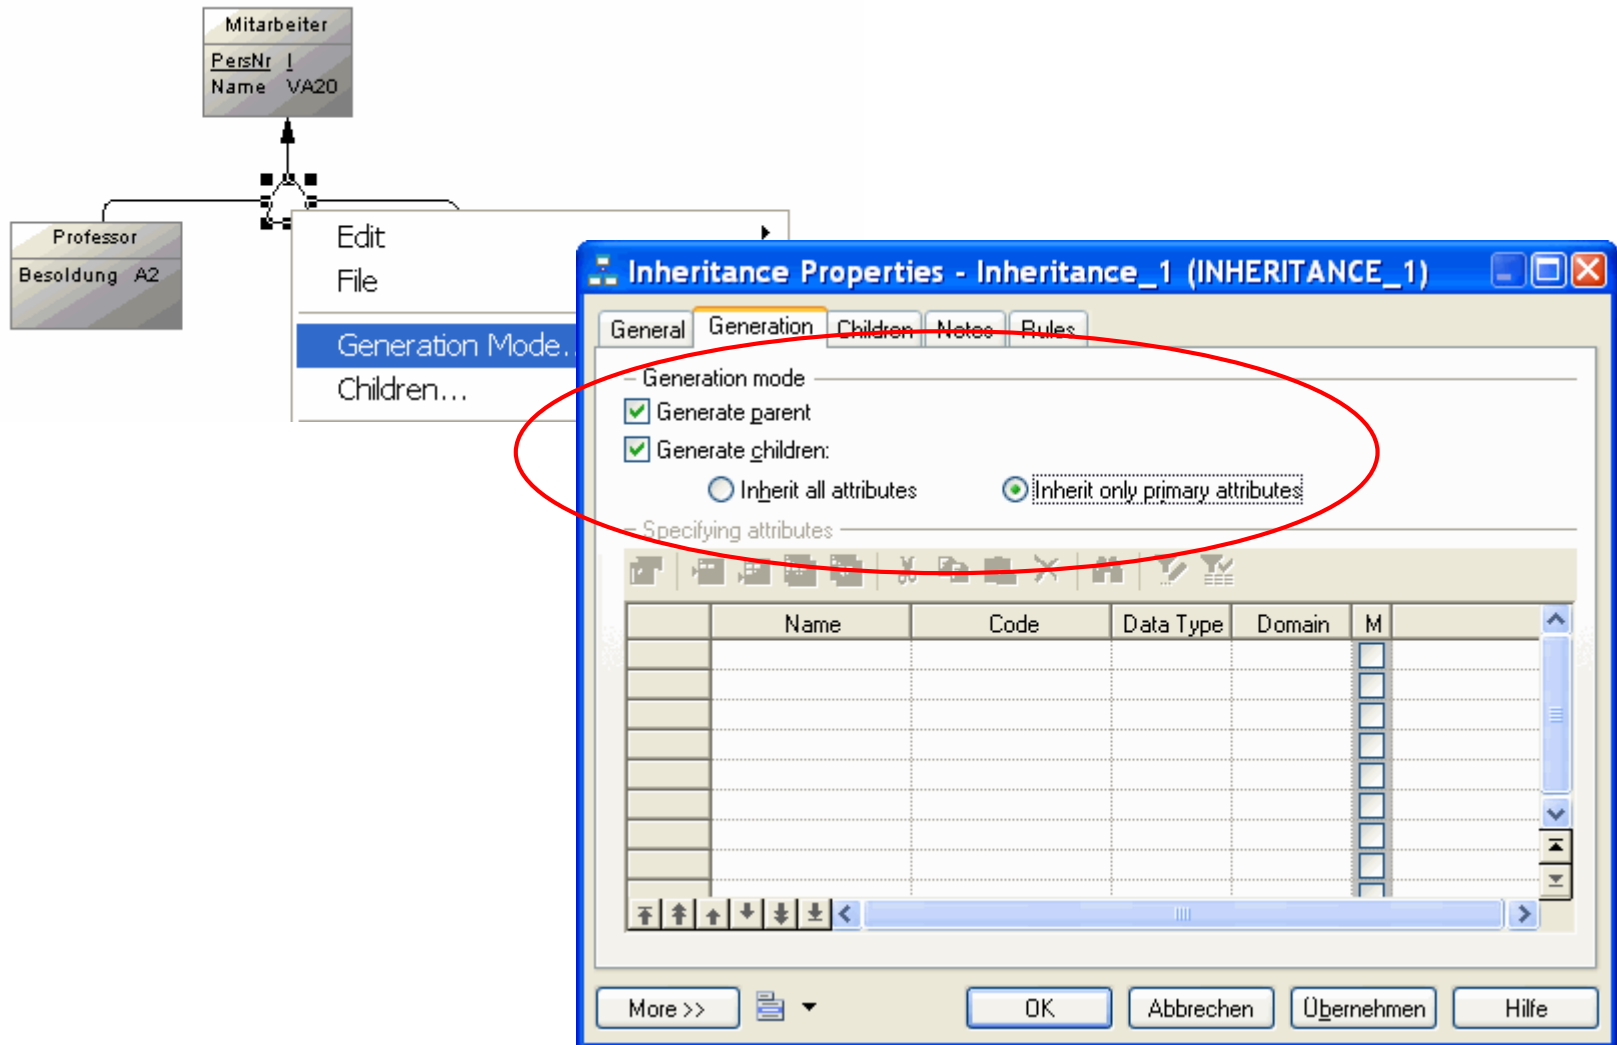 Mitarbeiter
PersNr I
Name VA20
Professor
Besoldung A2
Edit
File
Generation Mode..
Children...
Inheritance Properties - Inheritance_1 (INHERITANCE_1)
General Generation Children Notes Rules
Generation mode
Generate parent
Generate children:
Inherit all attributes Inherit only primary attributes
Specifying attributes
Name Code Data Type Domain M
More >> OK Abbrechen Übernehmen Hilfe